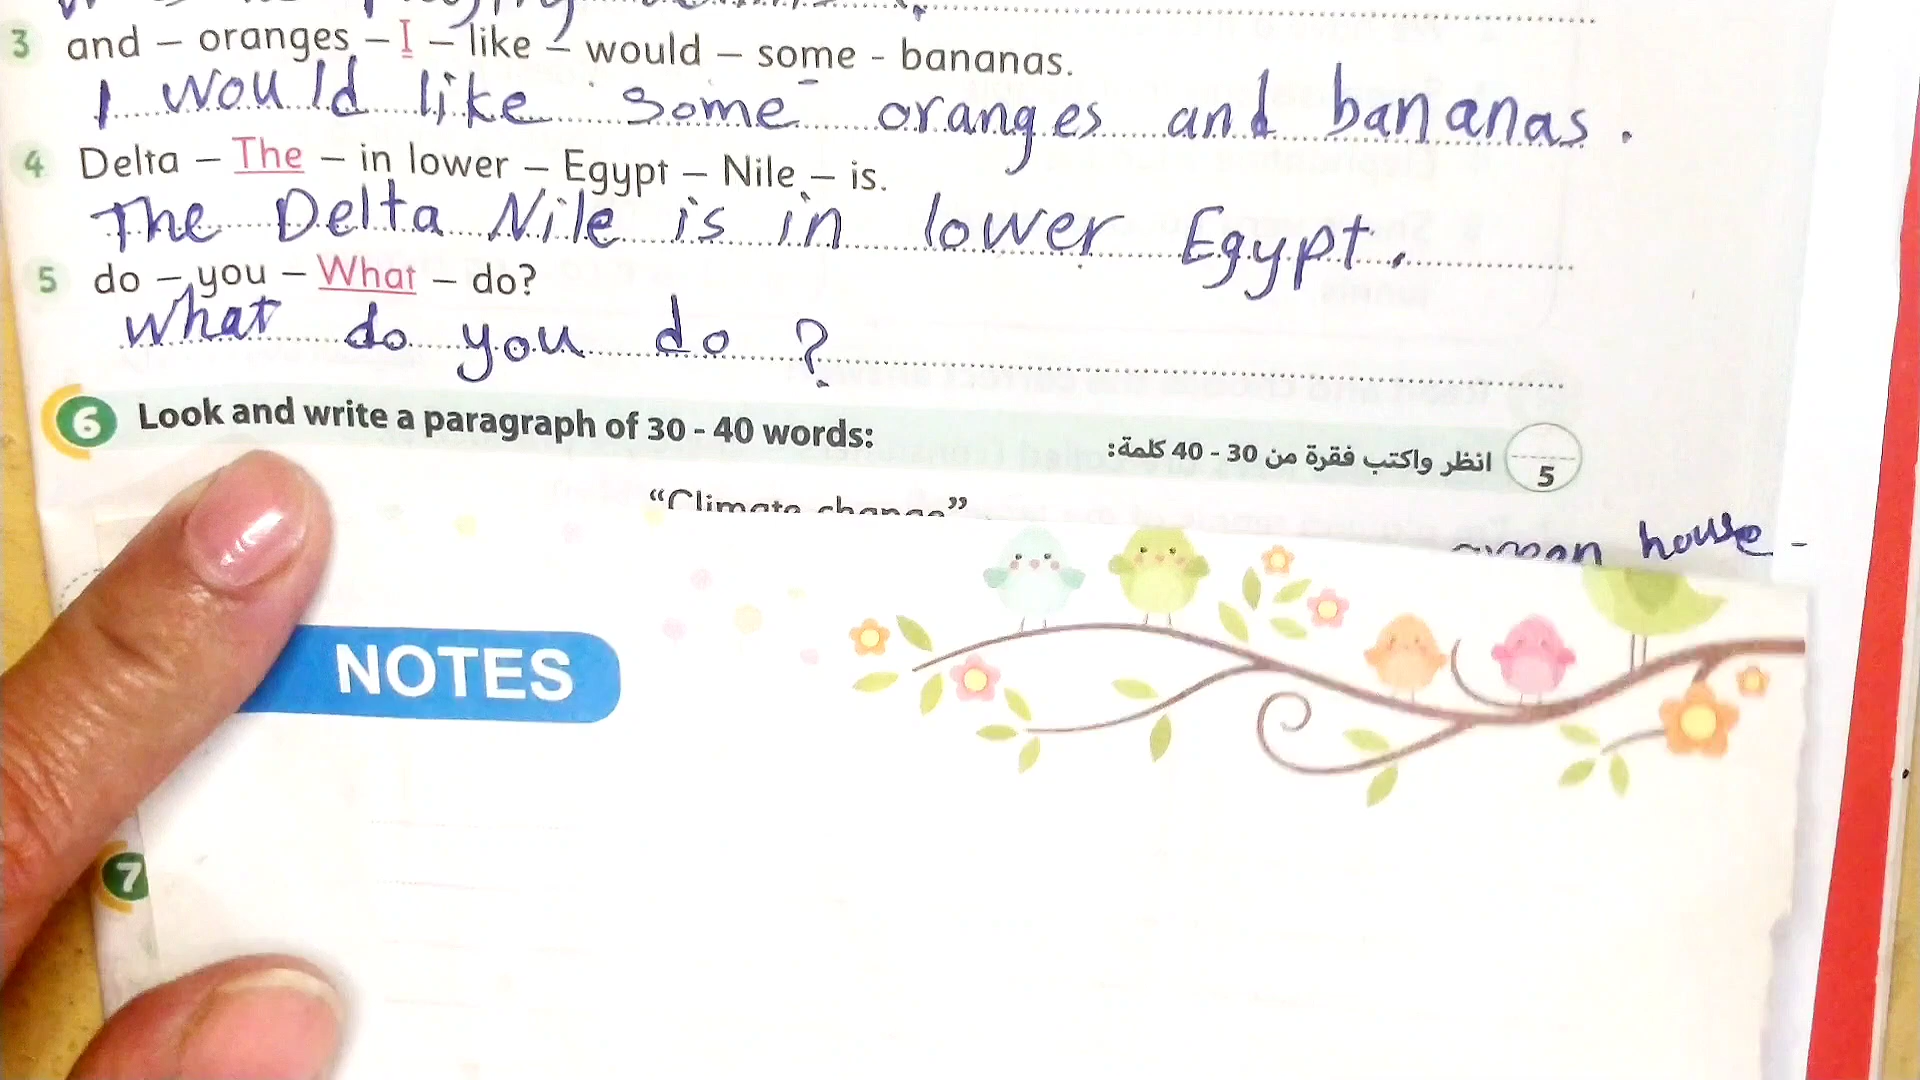 3 and – oranges – I – like – would – some - bananas.
I would like some oranges and bananas.
4 Delta – The – in lower – Egypt – Nile – is.
The Delta Nile is in lower Egypt.
5 do – you – What – do?
What do you do?
6 Look and write a paragraph of 30 - 40 words:
انظر واكتب فقرة من 30 - 40 كلمة:
5
“Climate change”
house -
NOTES
7